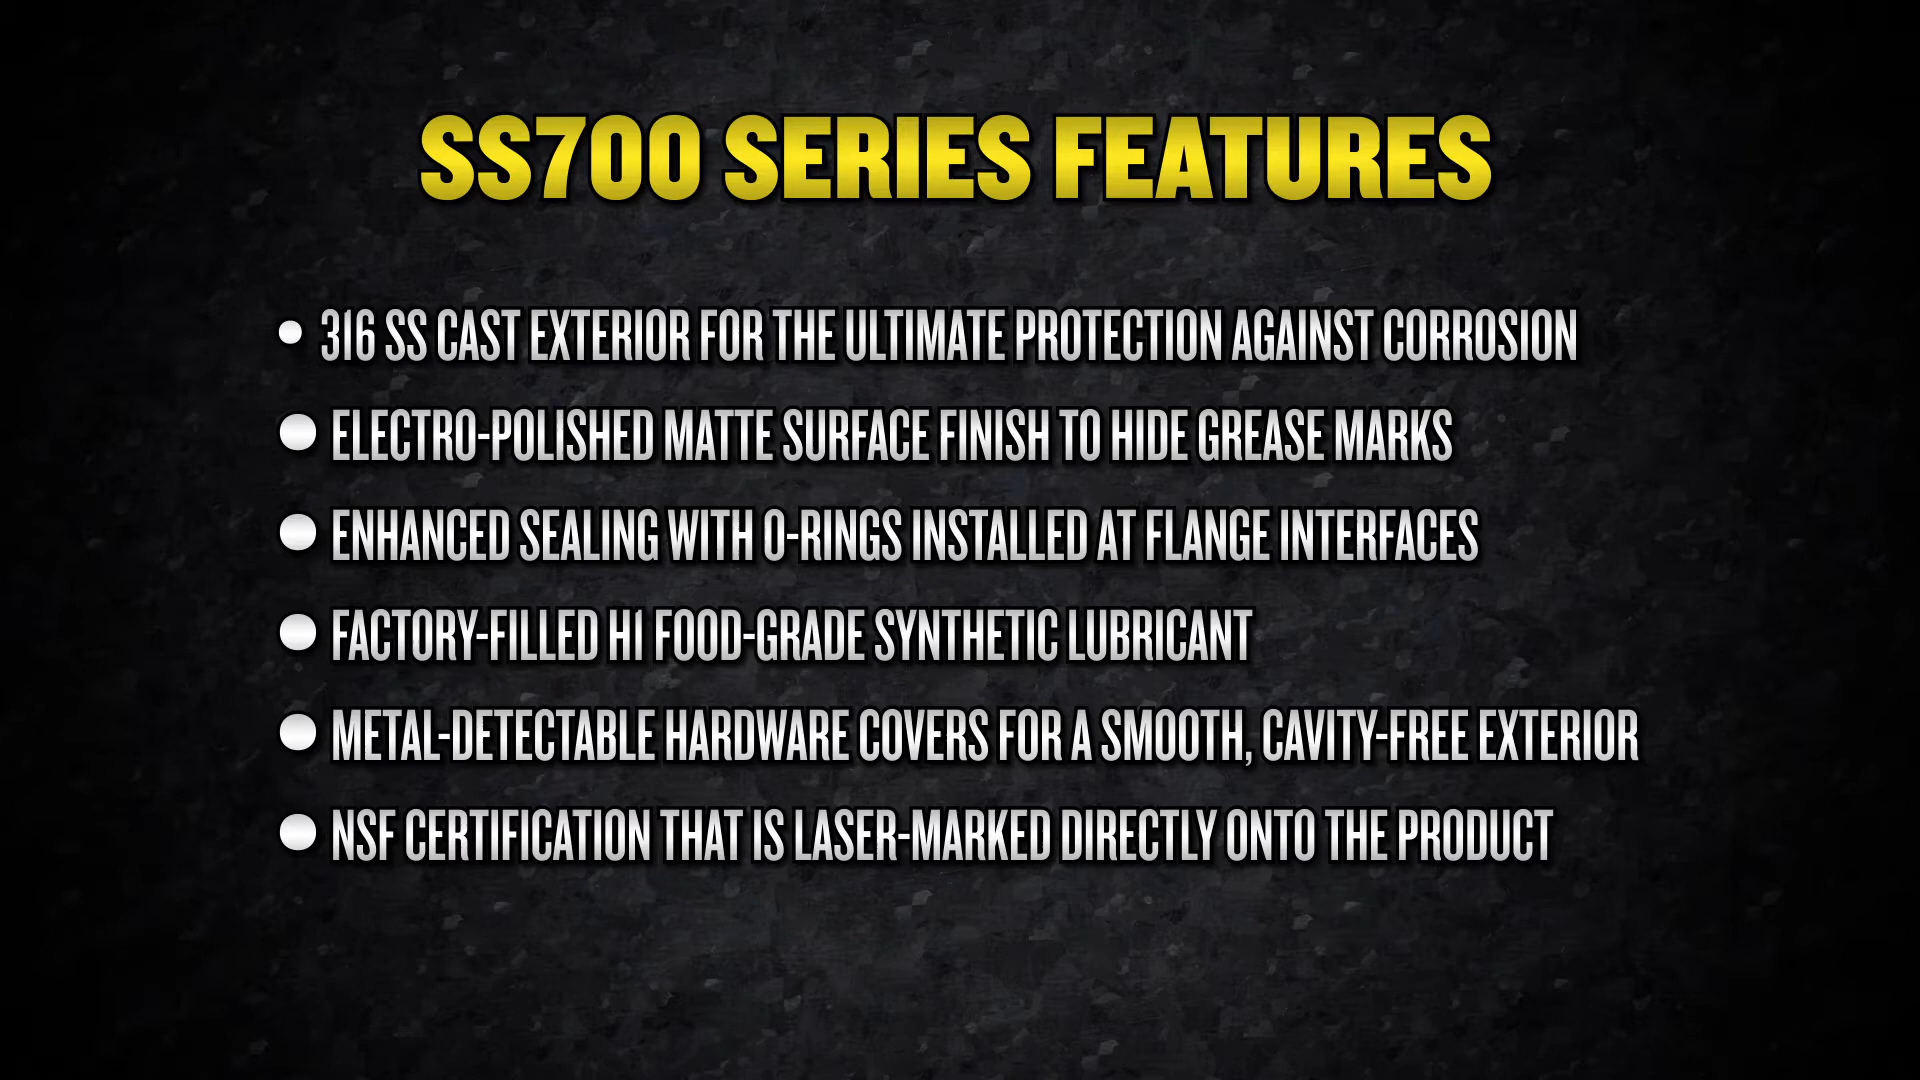 SS700 SERIES FEATURES
• 316 SS CAST EXTERIOR FOR THE ULTIMATE PROTECTION AGAINST CORROSION
• ELECTRO-POLISHED MATTE SURFACE FINISH TO HIDE GREASE MARKS
• ENHANCED SEALING WITH O-RINGS INSTALLED AT FLANGE INTERFACES
• FACTORY-FILLED H1 FOOD-GRADE SYNTHETIC LUBRICANT
• METAL-DETECTABLE HARDWARE COVERS FOR A SMOOTH, CAVITY-FREE EXTERIOR
• NSF CERTIFICATION THAT IS LASER-MARKED DIRECTLY ONTO THE PRODUCT